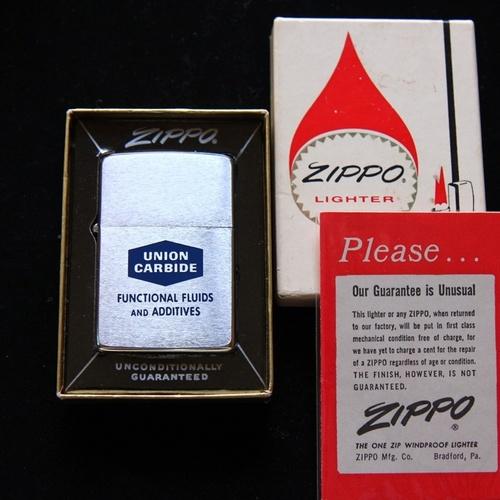 ZIPPO®
UNION
CARBIDE
FUNCTIONAL FLUIDS
AND ADDITIVES
UNCONDITIONALLY
GUARANTEED
ZIPPO®
LIGHTER
Please...
Our Guarantee is Unusual
This lighter or any ZIPPO, when returned
to our factory, will be put in first class
mechanical condition free of charge, for
we have yet to charge a cent for the repair
of a ZIPPO regardless of age or condition.
THE FINISH, HOWEVER, IS NOT
GUARANTEED.
ZIPPO®
THE ONE ZIP WINDPROOF LIGHTER
ZIPPO Mfg. Co. Bradford, Pa.